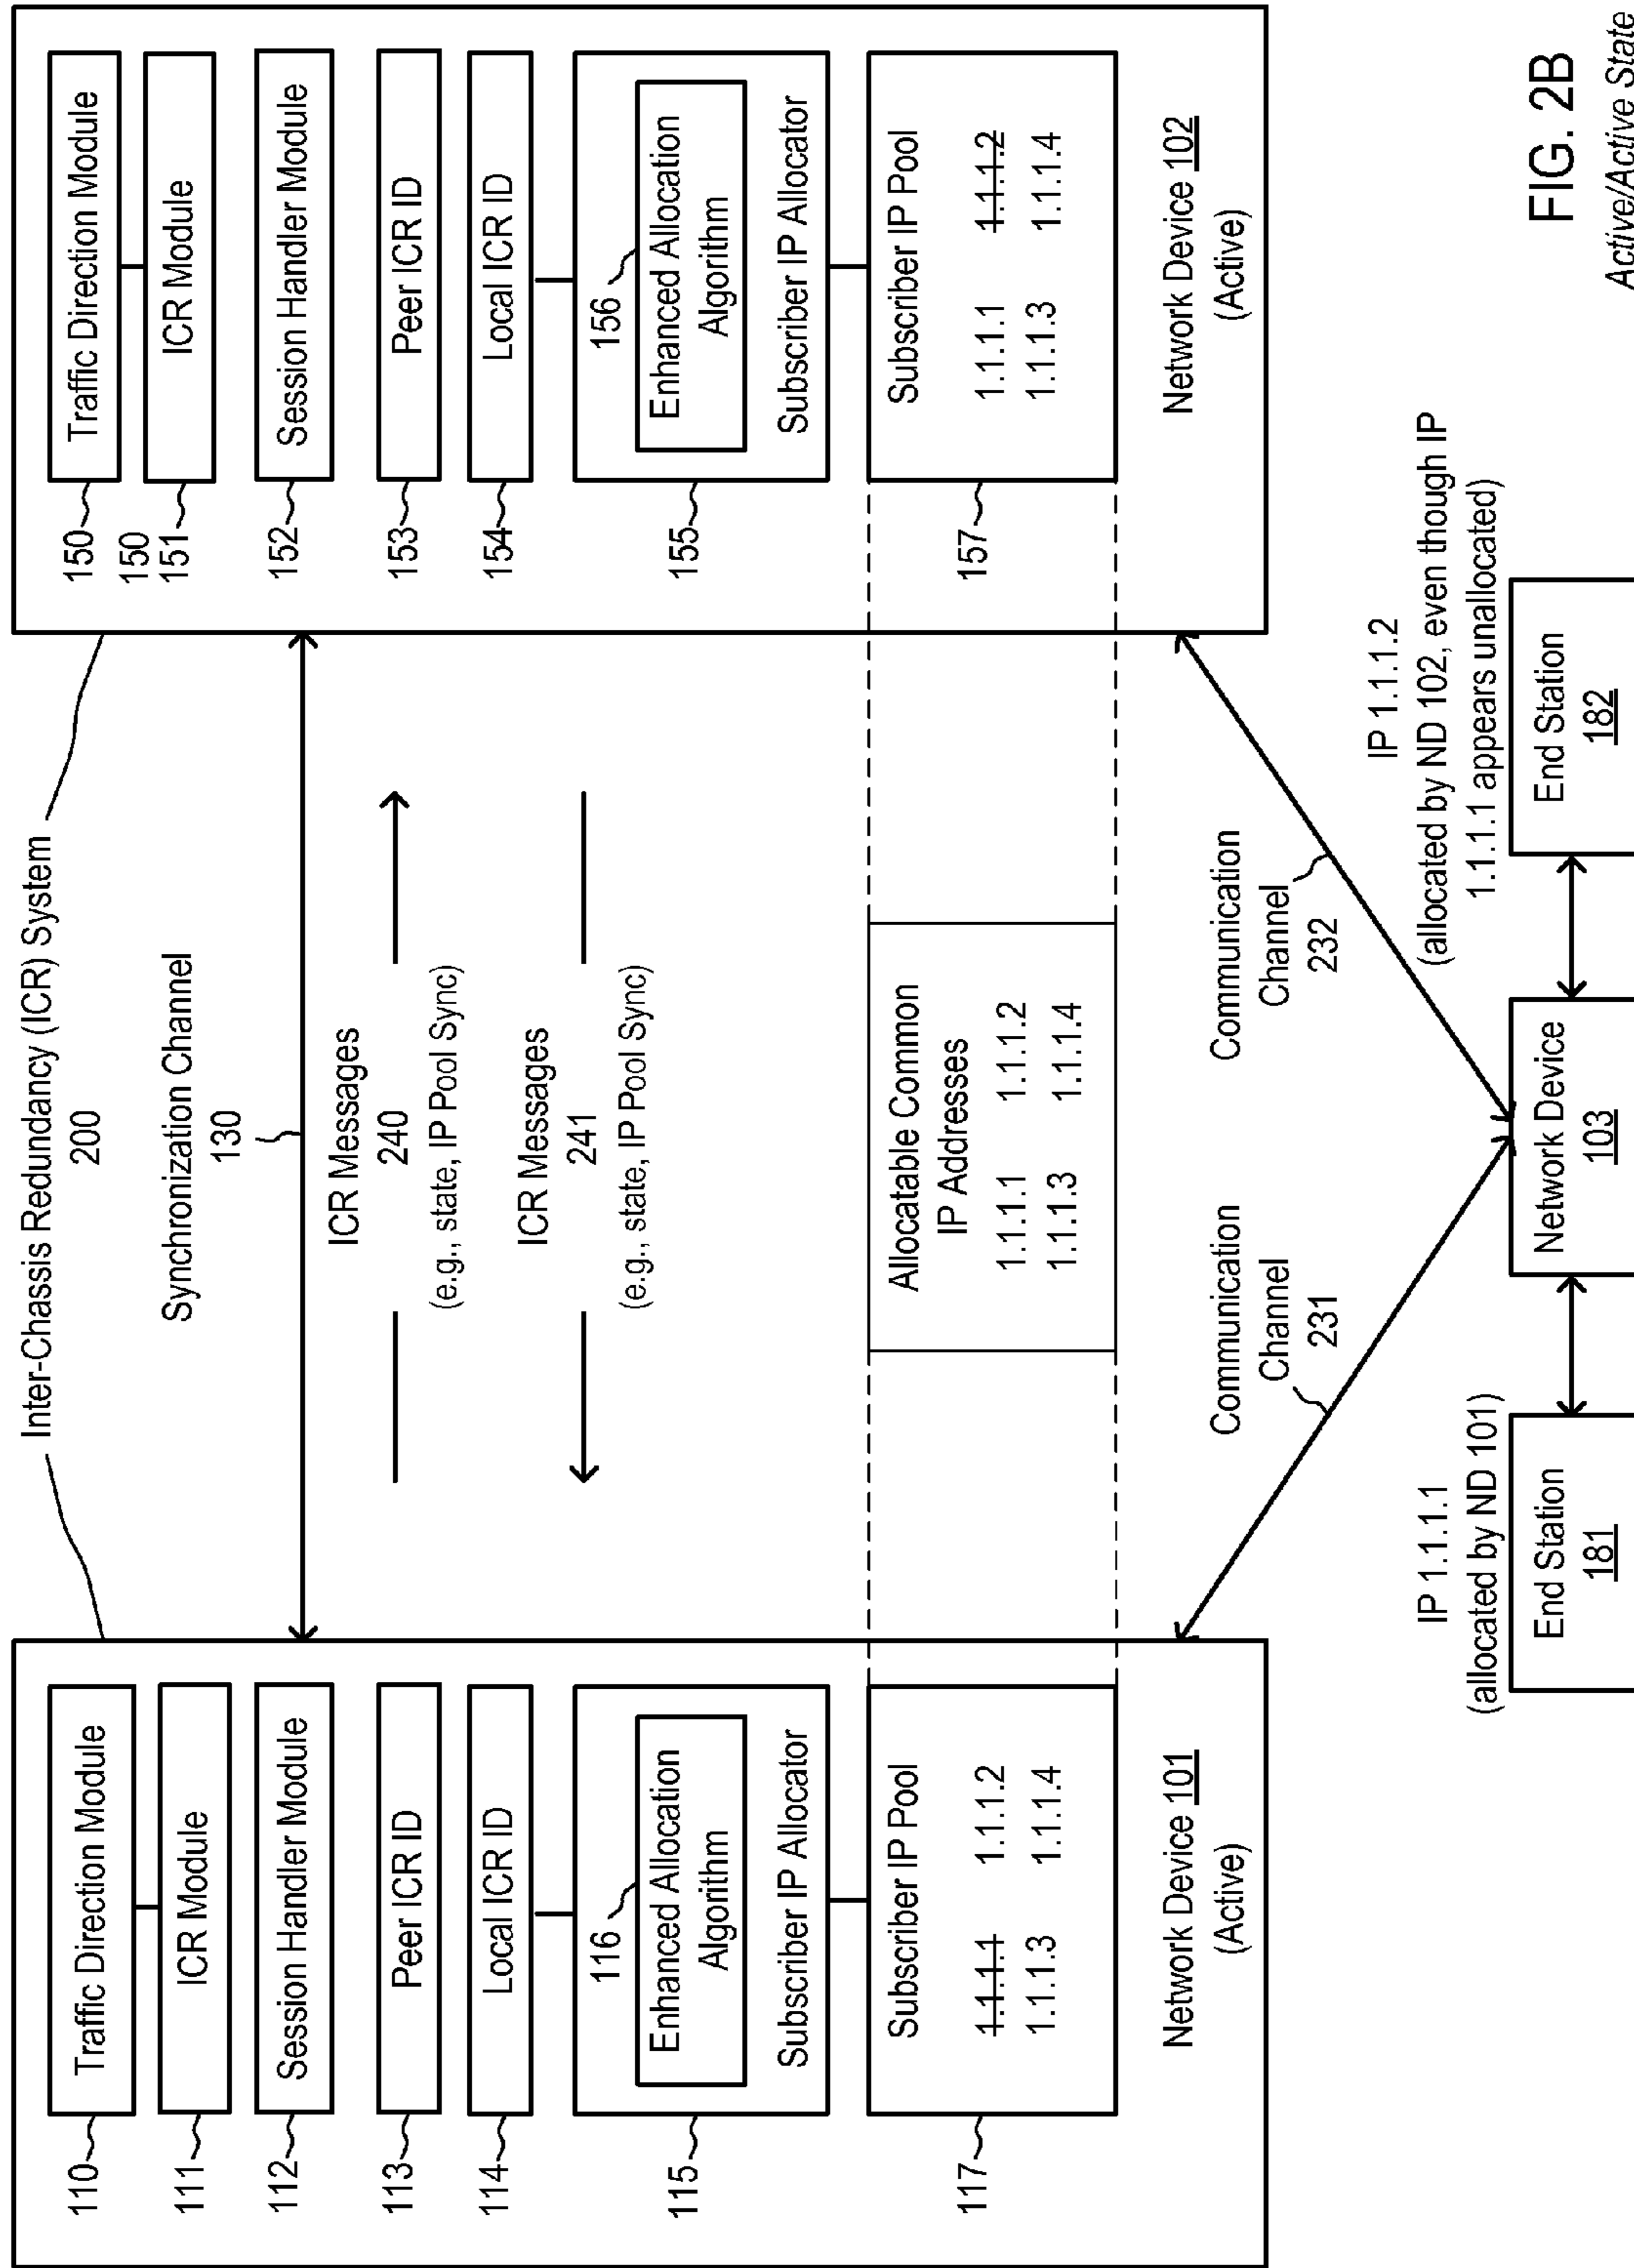 Inter-Chassis Redundancy (ICR) System
200
110
Traffic Direction Module
111
ICR Module
112
Session Handler Module
113
Peer ICR ID
114
Local ICR ID
115
116
Enhanced Allocation
Algorithm
Subscriber IP Allocator
117
Subscriber IP Pool
1.1.1.1 1.1.1.2
1.1.1.3 1.1.1.4
Network Device 101
(Active)
Synchronization Channel
130
ICR Messages
240
(e.g., state, IP Pool Sync)
ICR Messages
241
(e.g., state, IP Pool Sync)
Allocatable Common
IP Addresses
1.1.1.1 1.1.1.2
1.1.1.3 1.1.1.4
150
Traffic Direction Module
150
151
ICR Module
152
Session Handler Module
153
Peer ICR ID
154
Local ICR ID
155
156
Enhanced Allocation
Algorithm
Subscriber IP Allocator
157
Subscriber IP Pool
1.1.1.1 1.1.1.2
1.1.1.3 1.1.1.4
Network Device 102
(Active)
Communication
Channel
231
Communication
Channel
232
IP 1.1.1.1
(allocated by ND 101)
End Station
181
Network Device
103
IP 1.1.1.2
(allocated by ND 102, even though IP
1.1.1.1 appears unallocated)
End Station
182
FIG. 2B
Active/Active State